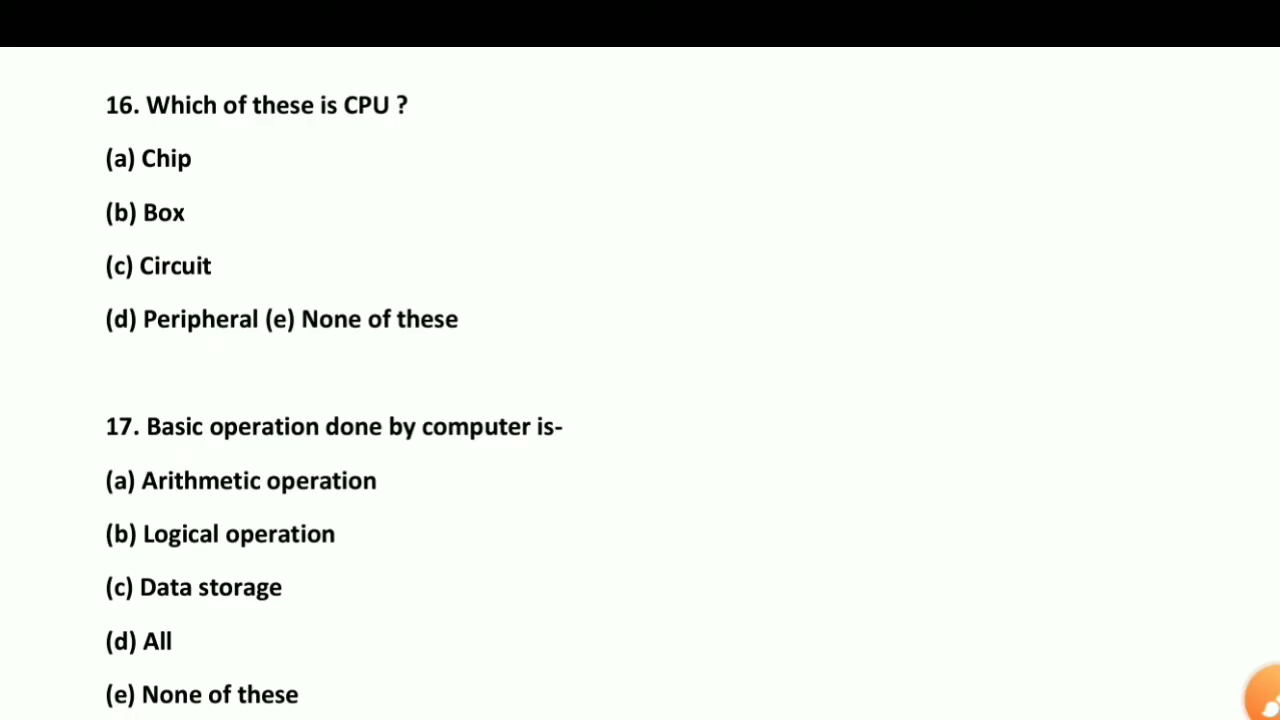 16. Which of these is CPU ?
(a) Chip
(b) Box
(c) Circuit
(d) Peripheral (e) None of these
17. Basic operation done by computer is-
(a) Arithmetic operation
(b) Logical operation
(c) Data storage
(d) All
(e) None of these